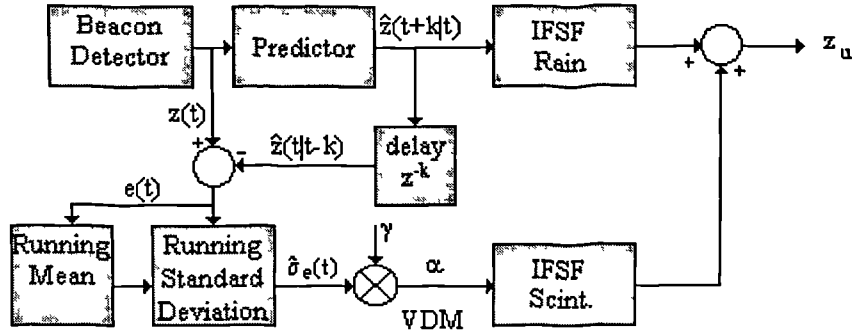 Beacon
Detector
Predictor
ẑ(t+k|t)
IFSF
Rain
+
+
z_u
z(t)
+
-
ẑ(t|t-k)
delay
z^-k
e(t)
Running
Mean
Running
Standard
Deviation
σ̂_e(t)
γ
α
VDM
IFSF
Scint.